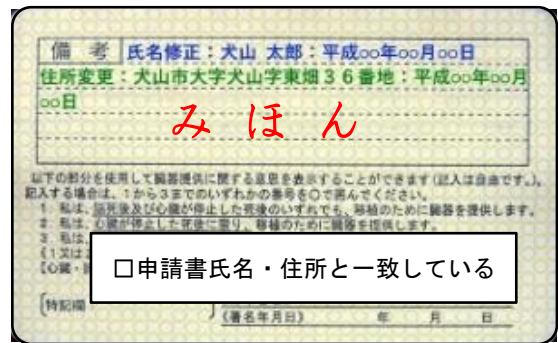 備考 氏名修正：犬山 太郎：平成○○年○○月○○日
住所変更：犬山市大字犬山字東畑３６番地：平成○○年○○月
○○日
みほん
以下の部分を使用して臓器提供に関する意思を表示することができます(記入は自由です。)。
記入する場合は、1から3までのいずれかの番号を○で囲んでください。
1 私は、脳死後及び心臓が停止した死後のいずれでも、移植のために臓器を提供します。
2 私は、心臓が停止した死後に限り、移植のために臓器を提供します。
3 私は、
《1又は2
【心臓・
□申請書氏名・住所と一致している
〔特記欄
(署名年月日) 年 月 日